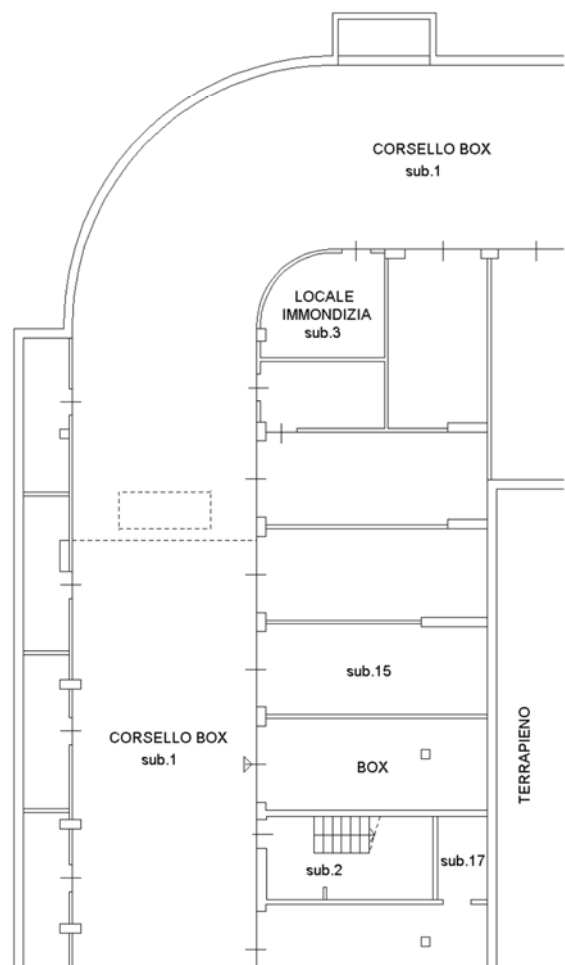 CORSELLO BOX
sub.1
LOCALE
IMMONDIZIA
sub.3
sub.15
CORSELLO BOX
sub.1
BOX
TERRAPIENO
sub.2
sub.17